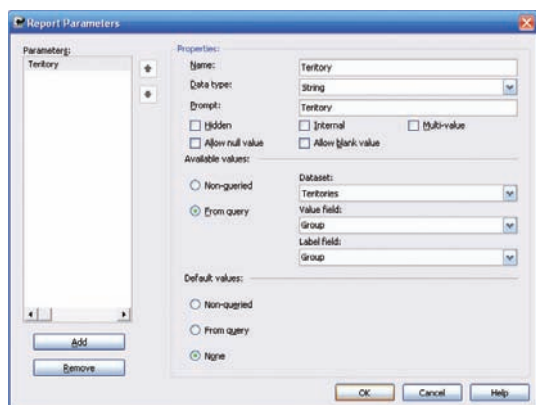 Report Parameters
Parameters:
Teritory
Add
Remove
Properties:
Name:
Teritory
Data type:
String
Prompt:
Teritory
Hidden
Internal
Multi-value
Allow null value
Allow blank value
Available values:
Non-queried
From query
Dataset:
Teritories
Value field:
Group
Label field:
Group
Default values:
Non-queried
From query
None
OK
Cancel
Help